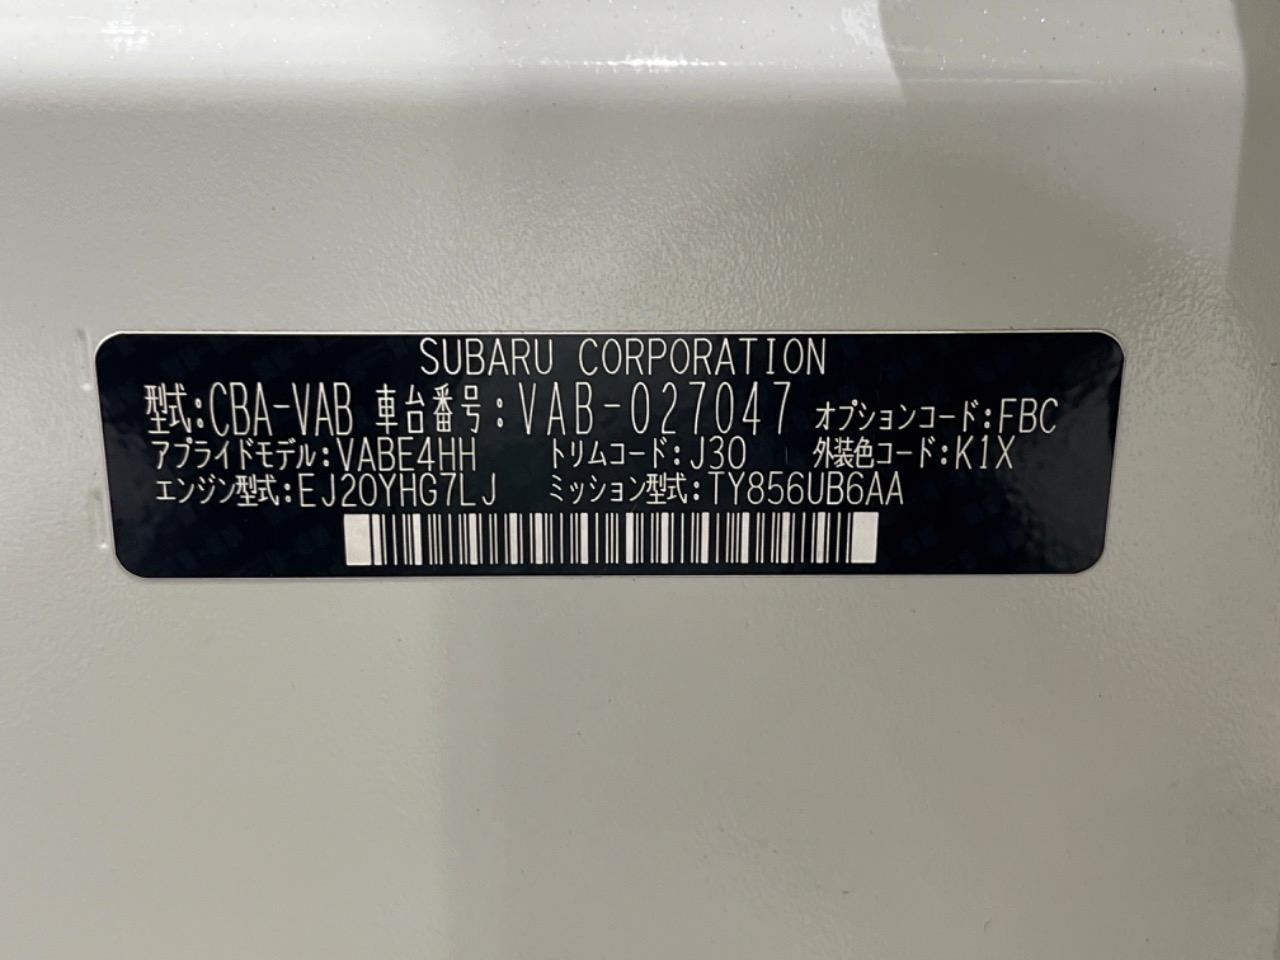 SUBARU CORPORATION
型式:CBA-VAB 車台番号:VAB-027047 オプションコード:FBC
アプライドモデル:VABE4HH トリムコード:J30 外装色コード:K1X
エンジン型式:EJ20YHG7LJ ミッション型式:TY856UB6AA